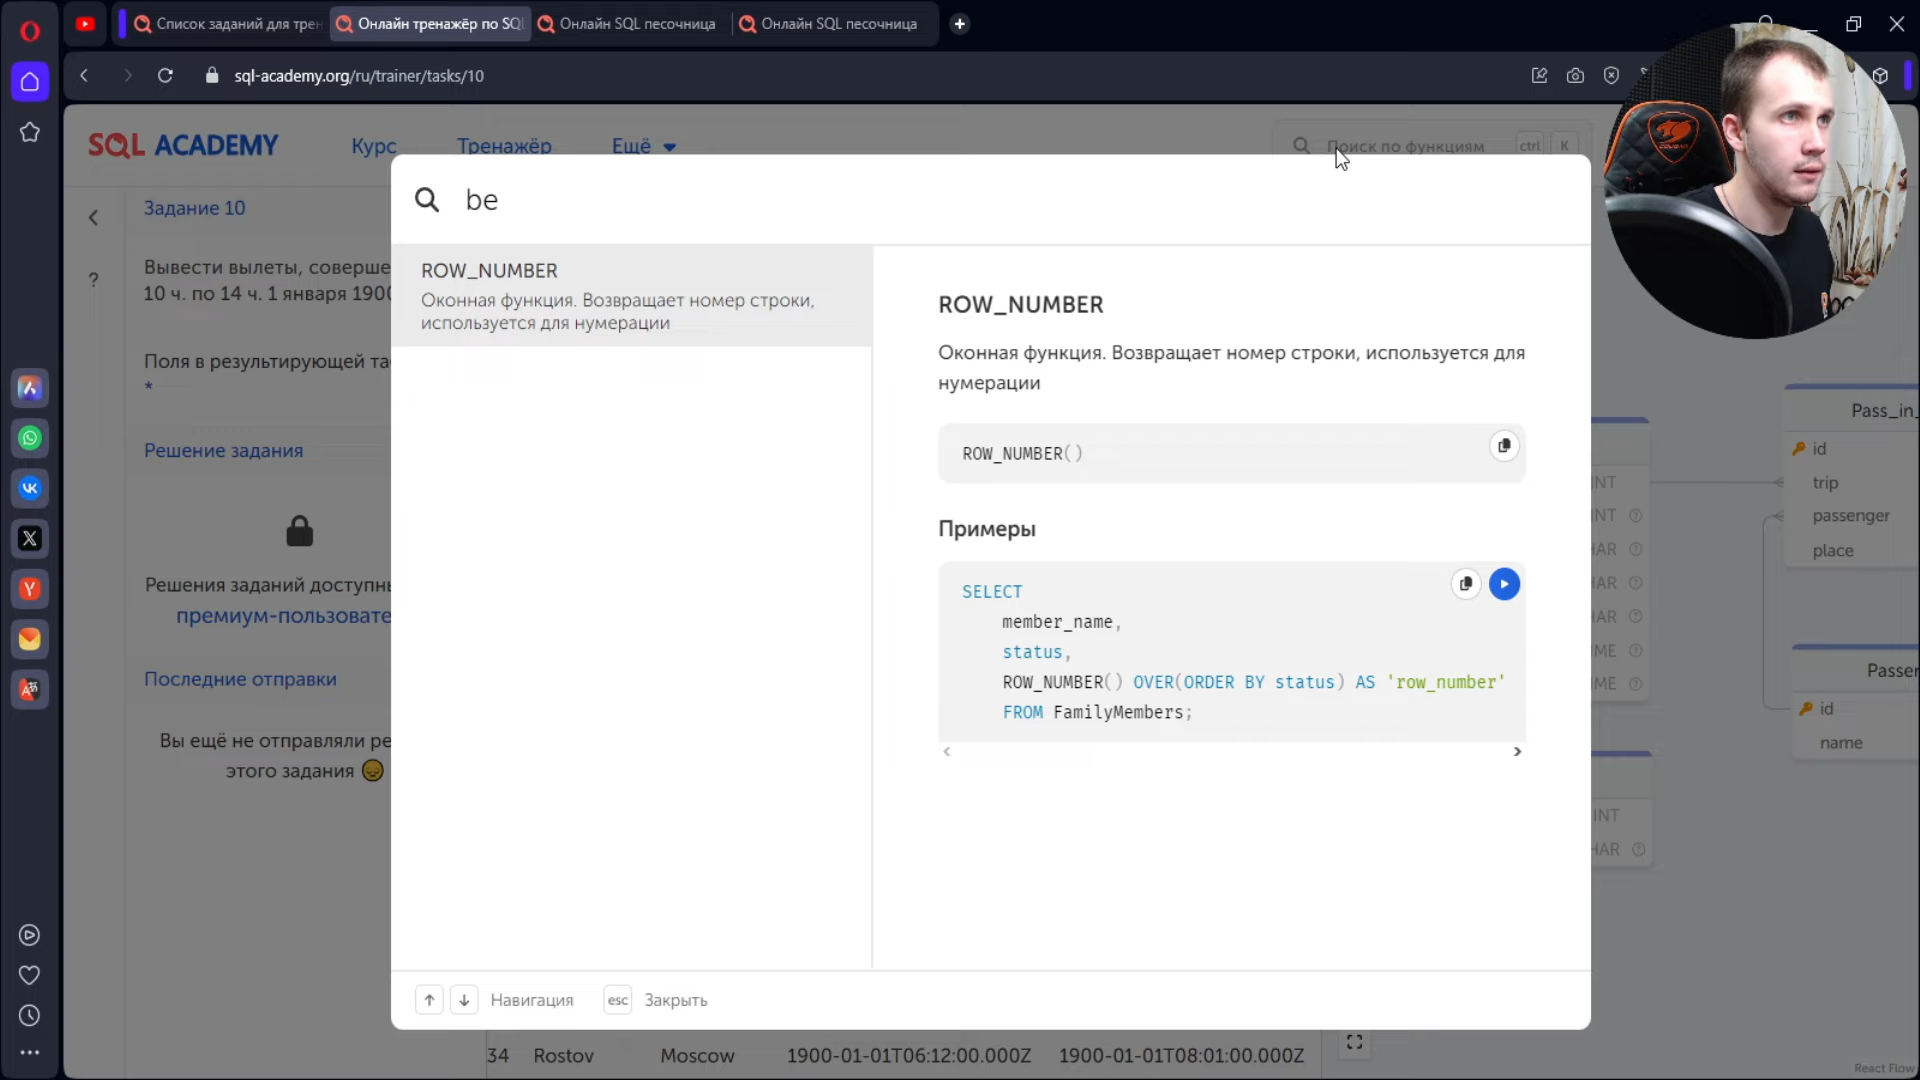 Список заданий для трен
Онлайн тренажёр по SQL
Онлайн SQL песочница
Онлайн SQL песочница
sql-academy.org/ru/trainer/tasks/10
SQL ACADEMY
Курс
Тренажёр
Ещё
Поиск по функциям
ctrl
K
be
Задание 10
?
Вывести вылеты, соверше
10 ч. по 14 ч. 1 января 1900
Поля в результирующей та
*
Решение задания
Решения заданий доступны
премиум-пользовате
Последние отправки
Вы ещё не отправляли ре
этого задания
ROW_NUMBER
Оконная функция. Возвращает номер строки,
используется для нумерации
ROW_NUMBER
Оконная функция. Возвращает номер строки, используется для
нумерации
ROW_NUMBER()
Примеры
SELECT
member_name,
status,
ROW_NUMBER() OVER(ORDER BY status) AS 'row_number'
FROM FamilyMembers;
↑ ↓ Навигация esc Закрыть
Pass_in_
id
trip
passenger
place
Passen
id
name
34 Rostov Moscow 1900-01-01T06:12:00.000Z 1900-01-01T08:01:00.000Z
React Flow